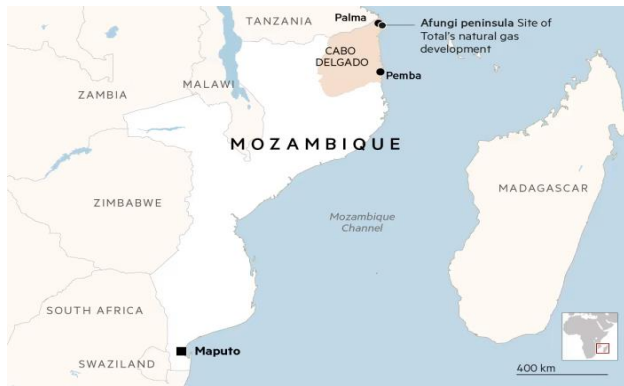 TANZANIA
Palma
Afungi peninsula Site of
Total's natural gas
development
CABO
DELGADO
Pemba
MALAWI
ZAMBIA
MOZAMBIQUE
MADAGASCAR
ZIMBABWE
Mozambique
Channel
SOUTH AFRICA
Maputo
SWAZILAND
400 km